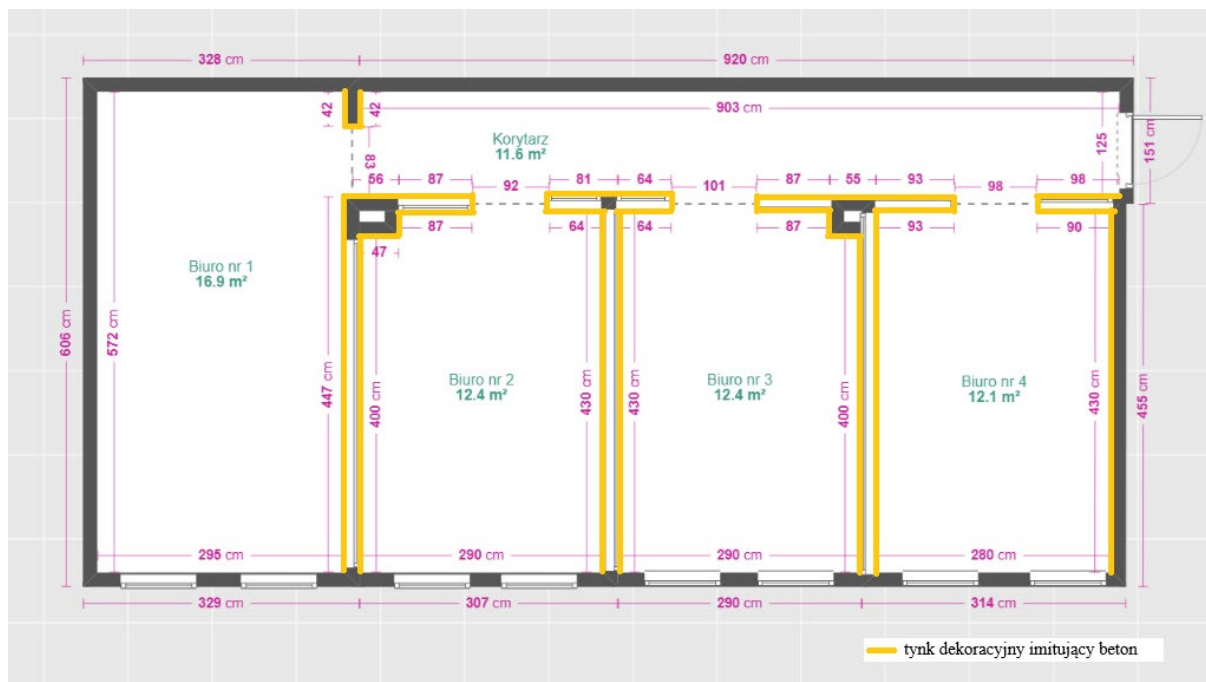 328 cm
920 cm
42
42
903 cm
Korytarz
11.6 m²
83
125
151 cm
56
87
92
81
64
101
87
55
93
98
98
87
64
64
87
93
90
47
Biuro nr 1
16.9 m²
606 cm
572 cm
447 cm
400 cm
Biuro nr 2
12.4 m²
430 cm
430 cm
Biuro nr 3
12.4 m²
400 cm
Biuro nr 4
12.1 m²
430 cm
455 cm
295 cm
290 cm
290 cm
280 cm
329 cm
307 cm
290 cm
314 cm
tynk dekoracyjny imitujący beton